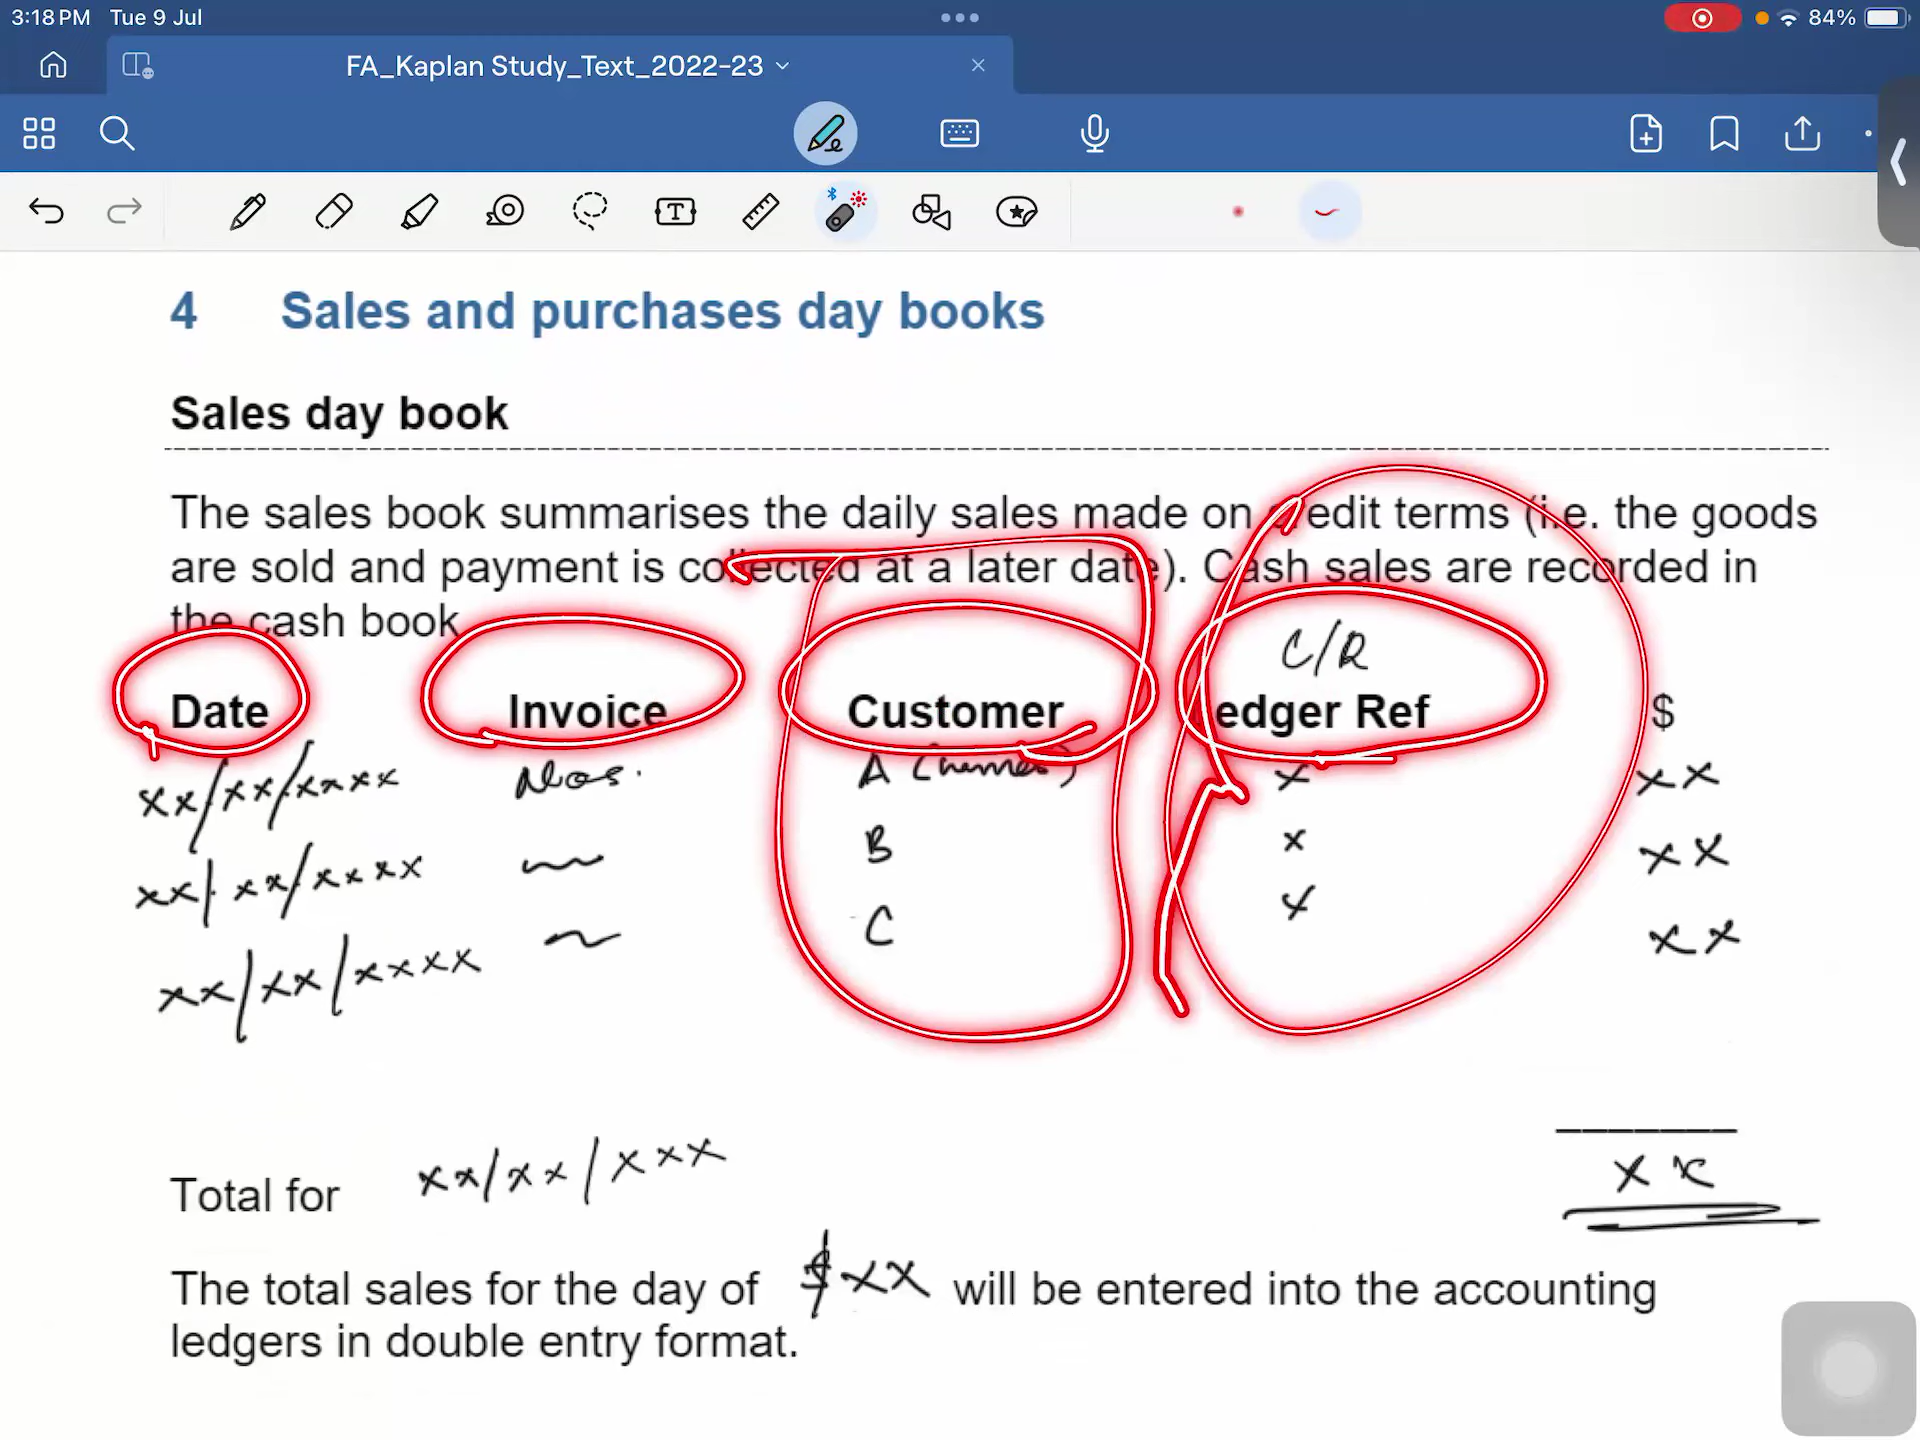 3:18 PM Tue 9 Jul 84%
FA_Kaplan Study_Text_2022-23
4 Sales and purchases day books
Sales day book
The sales book summarises the daily sales made on credit terms (i.e. the goods
are sold and payment is collected at a later date). Cash sales are recorded in
the cash book
C/R
Date Invoice Customer edger Ref $
xx/xx/xxxx Nos. A (names) x xx
xx/xx/xxxx B x xx
xx/xx/xxxx C x xx
Total for xx/xx/xxx xx
The total sales for the day of $xx will be entered into the accounting
ledgers in double entry format.